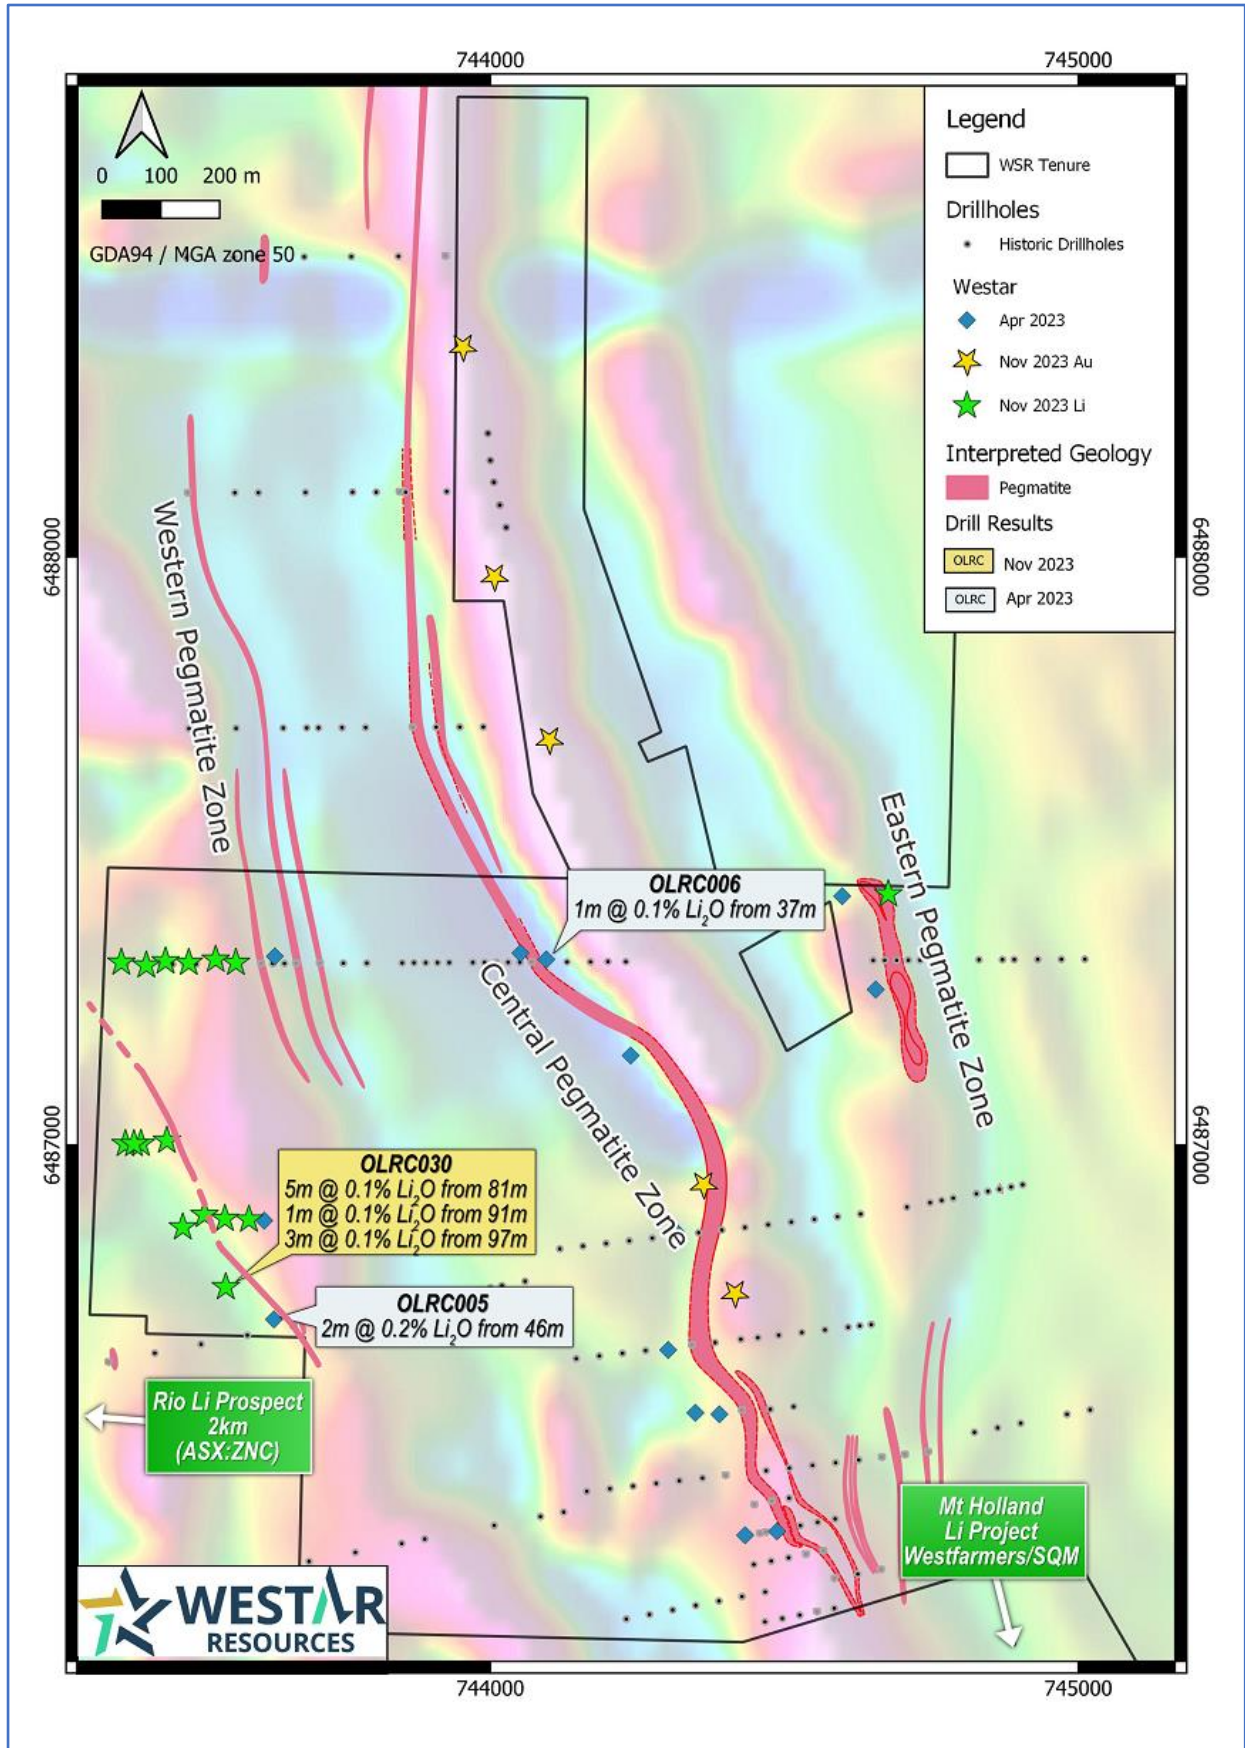 744000
745000
0 100 200 m
GDA94 / MGA zone 50
Legend
WSR Tenure
Drillholes
Historic Drillholes
Westar
Apr 2023
Nov 2023 Au
Nov 2023 Li
Interpreted Geology
Pegmatite
Drill Results
OLRC Nov 2023
OLRC Apr 2023
6488000
6488000
Western Pegmatite Zone
Eastern Pegmatite Zone
OLRC006
1m @ 0.1% Li2O from 37m
Central Pegmatite Zone
6487000
6487000
OLRC030
5m @ 0.1% Li2O from 81m
1m @ 0.1% Li2O from 91m
3m @ 0.1% Li2O from 97m
OLRC005
2m @ 0.2% Li2O from 46m
Rio Li Prospect
2km
(ASX:ZNC)
Mt Holland
Li Project
Westfarmers/SQM
WESTAR
RESOURCES
744000
745000